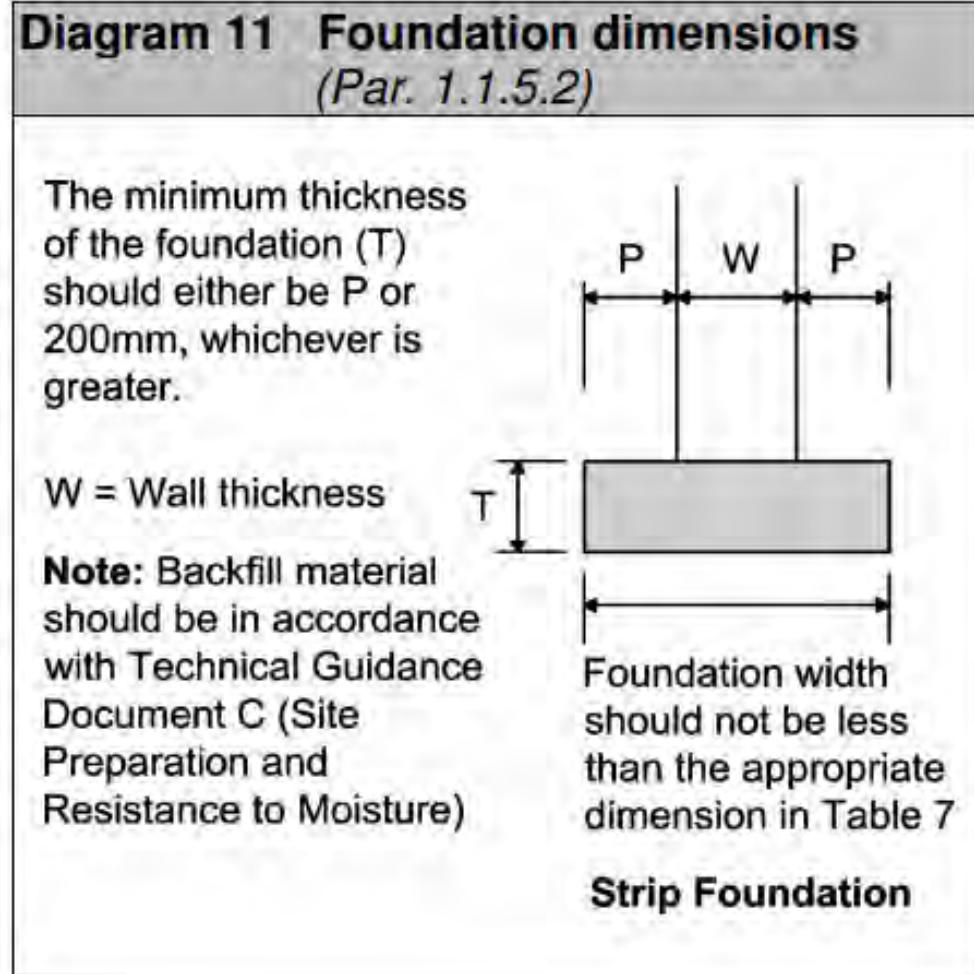 Diagram 11 Foundation dimensions
(Par. 1.1.5.2)
The minimum thickness
of the foundation (T)
should either be P or
200mm, whichever is
greater.
W = Wall thickness
Note: Backfill material
should be in accordance
with Technical Guidance
Document C (Site
Preparation and
Resistance to Moisture)
P W P
T
Foundation width
should not be less
than the appropriate
dimension in Table 7
Strip Foundation